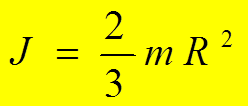 J = 2/3 m R²